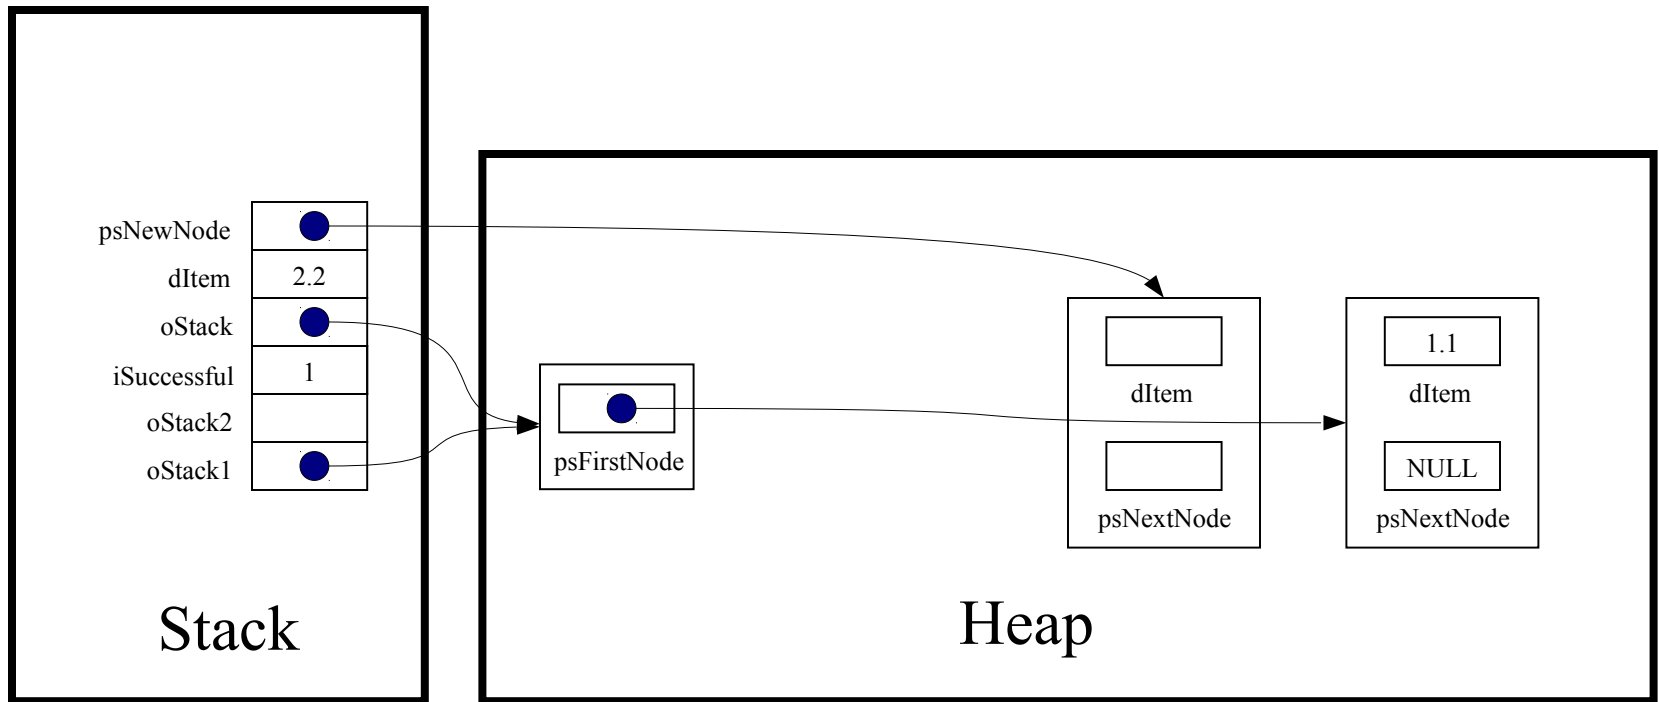 psNewNode
dItem 2.2
oStack
iSuccessful 1
oStack2
oStack1
Stack
psFirstNode
dItem
psNextNode
1.1
dItem
NULL
psNextNode
Heap